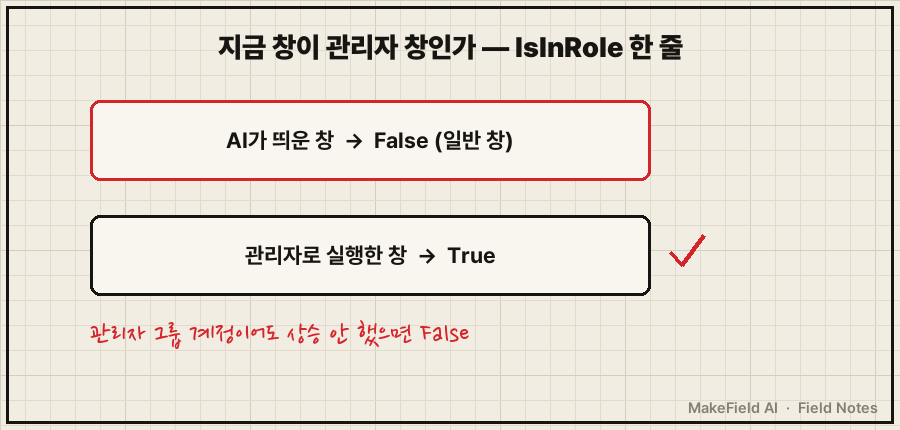 지금 창이 관리자 창인가 — IsInRole 한 줄
AI가 띄운 창 → False (일반 창)
관리자로 실행한 창 → True
관리자 그룹 계정이어도 상승 안 했으면 False
MakeField AI · Field Notes